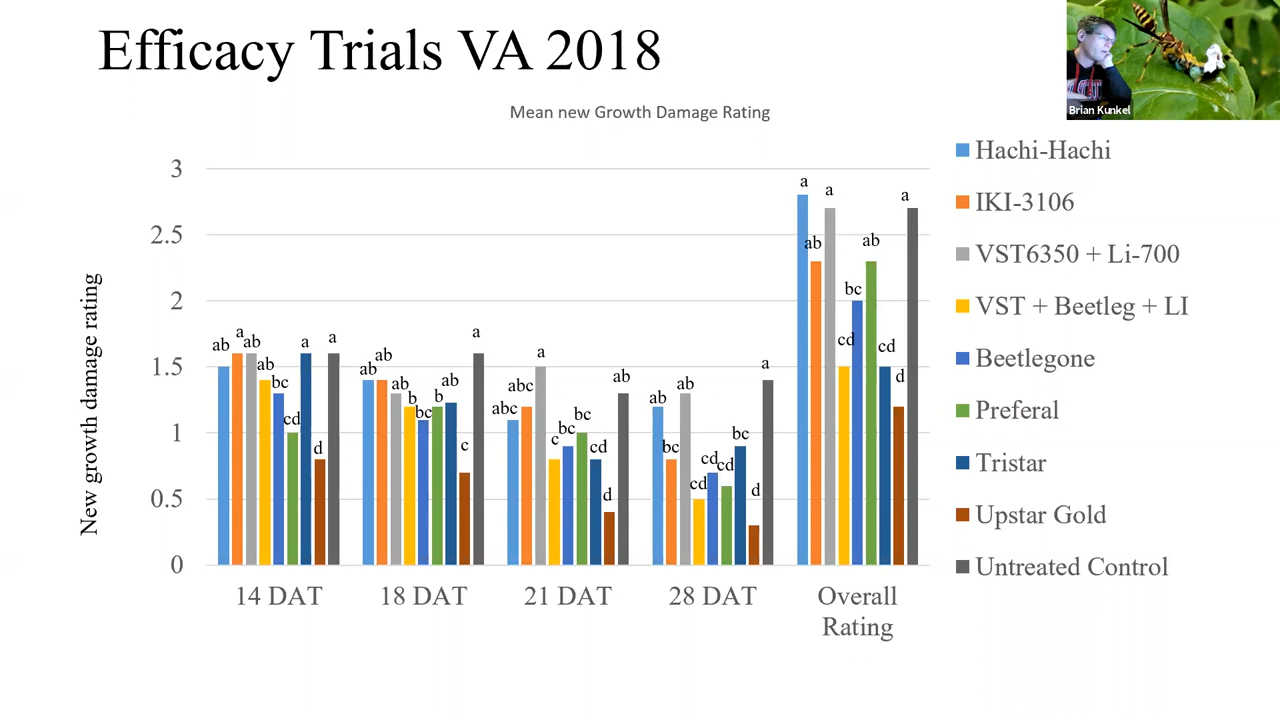 Efficacy Trials VA 2018
Brian Kunkel
Mean new Growth Damage Rating
New growth damage rating
3
2.5
2
1.5
1
0.5
0
ab a ab ab bc cd a d a
ab ab ab b bc b ab c a
abc abc a c bc bc cd d ab
ab bc ab cd cd cd bc d a
a ab a cd bc ab cd d a
14 DAT 18 DAT 21 DAT 28 DAT Overall
Rating
Hachi-Hachi
IKI-3106
VST6350 + Li-700
VST + Beetleg + LI
Beetlegone
Preferal
Tristar
Upstar Gold
Untreated Control